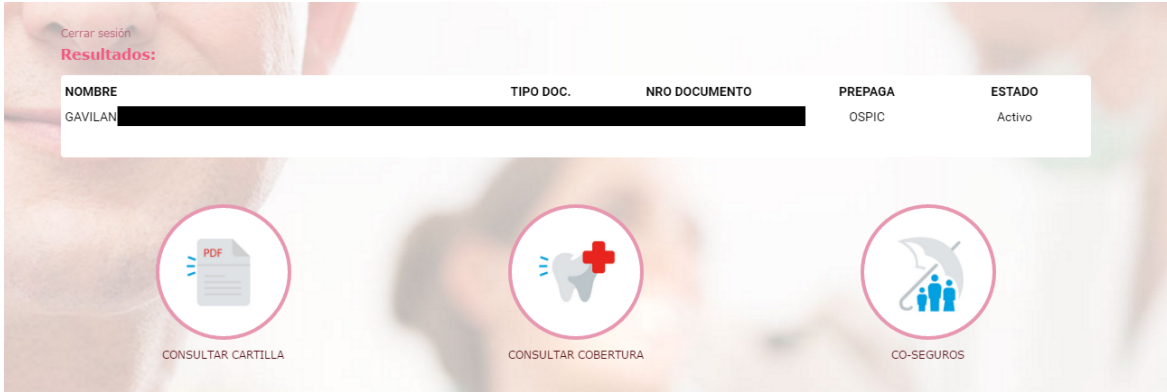 Cerrar sesión
Resultados:
NOMBRE TIPO DOC. NRO DOCUMENTO PREPAGA ESTADO
GAVILAN OSPIC Activo
PDF
CONSULTAR CARTILLA CONSULTAR COBERTURA CO-SEGUROS